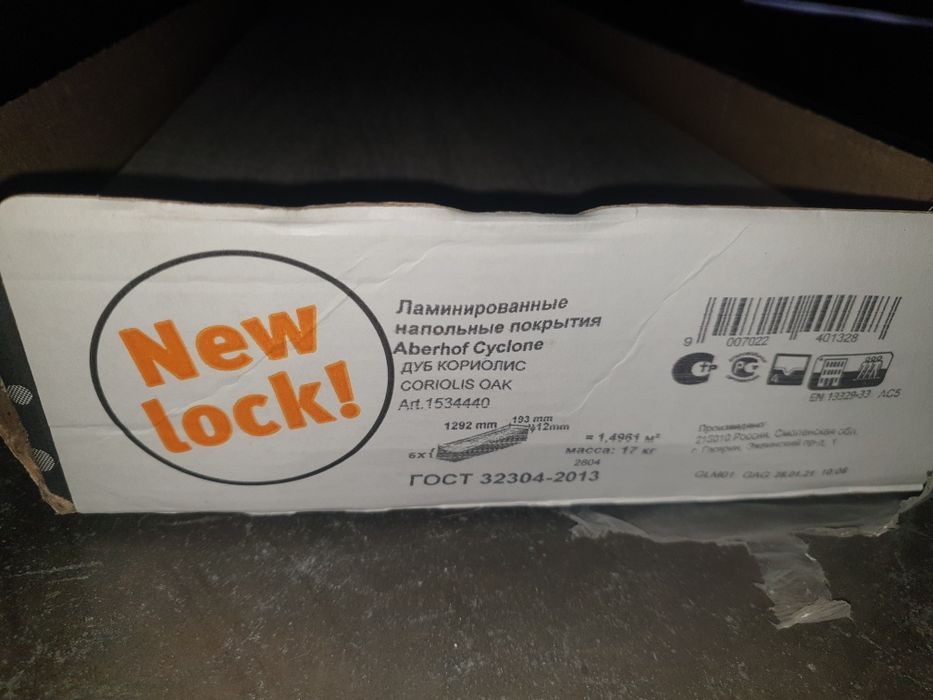 New
lock!
Ламинированные
напольные покрытия
Aberhof Cyclone
ДУБ КОРИОЛИС
CORIOLIS OAK
Art.1534440
1292 mm
193 mm
12mm
6x
= 1,4961 м²
масса: 17 кг
2804
ГОСТ 32304-2013
9 007022 401328
EN 13329-33 AC5
Произведено:
215010 Россия, Смоленская обл.
г. Гагарин,